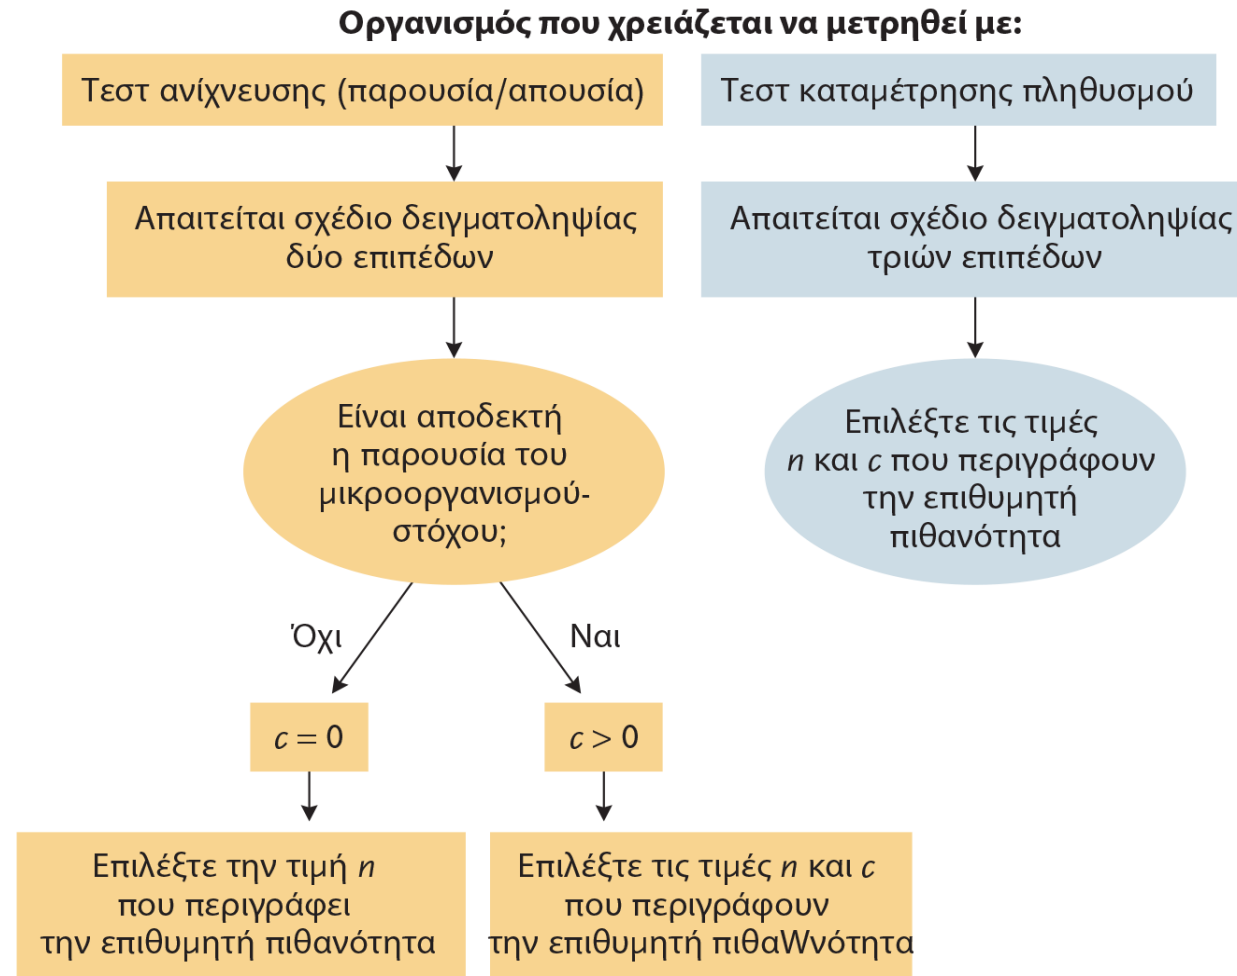 Οργανισμός που χρειάζεται να μετρηθεί με:
Τεστ ανίχνευσης (παρουσία/απουσία)
Απαιτείται σχέδιο δειγματοληψίας
δύο επιπέδων
Είναι αποδεκτή
η παρουσία του
μικροοργανισμού-
στόχου;
Όχι
Ναι
c = 0
c > 0
Επιλέξτε την τιμή n
που περιγράφει
την επιθυμητή πιθανότητα
Επιλέξτε τις τιμές n και c
που περιγράφουν
την επιθυμητή πιθαWνότητα
Τεστ καταμέτρησης πληθυσμού
Απαιτείται σχέδιο δειγματοληψίας
τριών επιπέδων
Επιλέξτε τις τιμές
n και c που περιγράφουν
την επιθυμητή
πιθανότητα